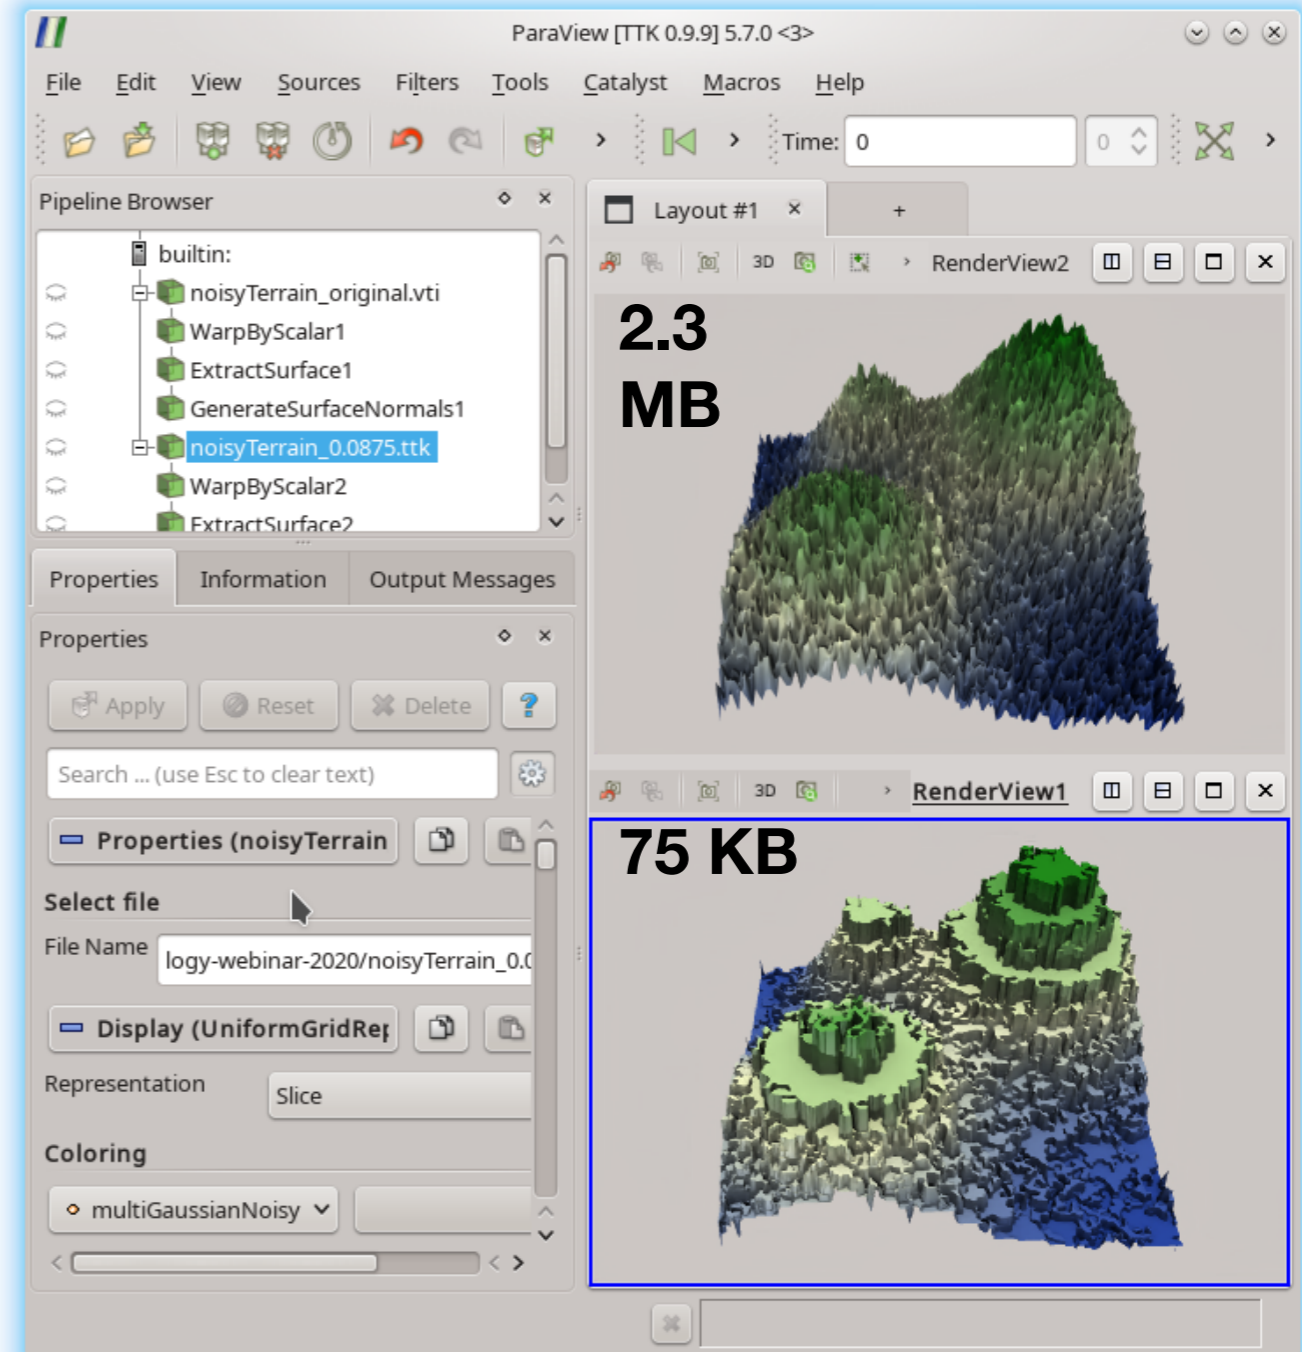 ParaView [TTK 0.9.9] 5.7.0 <3>
File Edit View Sources Filters Tools Catalyst Macros Help
Time: 0 0
Pipeline Browser
builtin:
noisyTerrain_original.vti
WarpByScalar1
ExtractSurface1
GenerateSurfaceNormals1
noisyTerrain_0.0875.ttk
WarpByScalar2
ExtractSurface2
Properties Information Output Messages
Properties
Apply Reset Delete ?
Search ... (use Esc to clear text)
Properties (noisyTerrain
Select file
File Name logy-webinar-2020/noisyTerrain_0.0
Display (UniformGridRep
Representation Slice
Coloring
multiGaussianNoisy
Layout #1 +
3D RenderView2
2.3
MB
3D RenderView1
75 KB